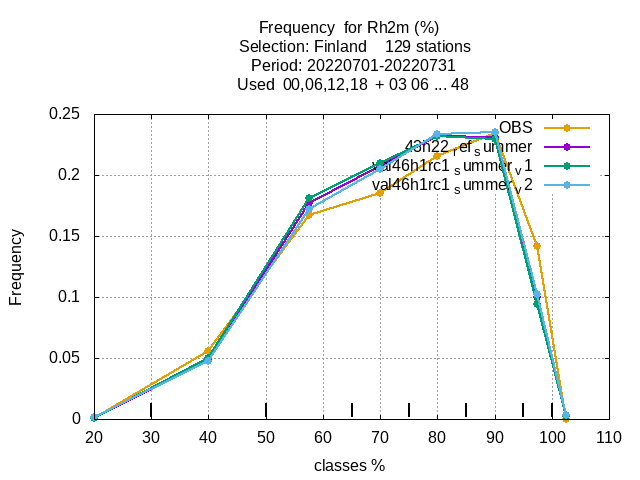 Frequency for Rh2m (%)
Selection: Finland 129 stations
Period: 20220701-20220731
Used 00,06,12,18 + 03 06 ... 48
0.25
0.2
0.15
0.1
0.05
0
Frequency
OBS
43h22_ref_summer
val46h1rc1_summer_v1
val46h1rc1_summer_v2
20 30 40 50 60 70 80 90 100 110
classes %